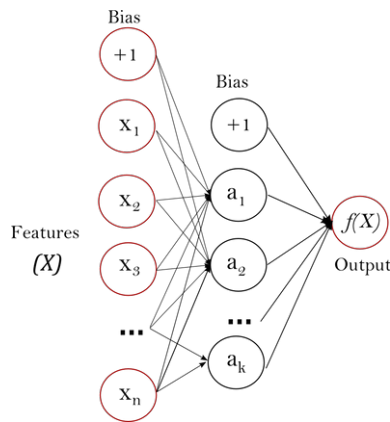 Bias
+1
x₁
x₂
x₃
...
xₙ
Features
(X)
Bias
+1
a₁
a₂
...
aₖ
f(X)
Output